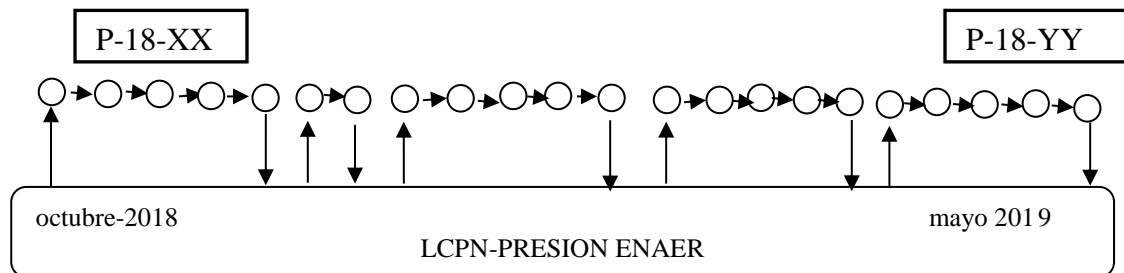 P-18-XX
P-18-YY
octubre-2018
mayo 2019
LCPN-PRESION ENAER